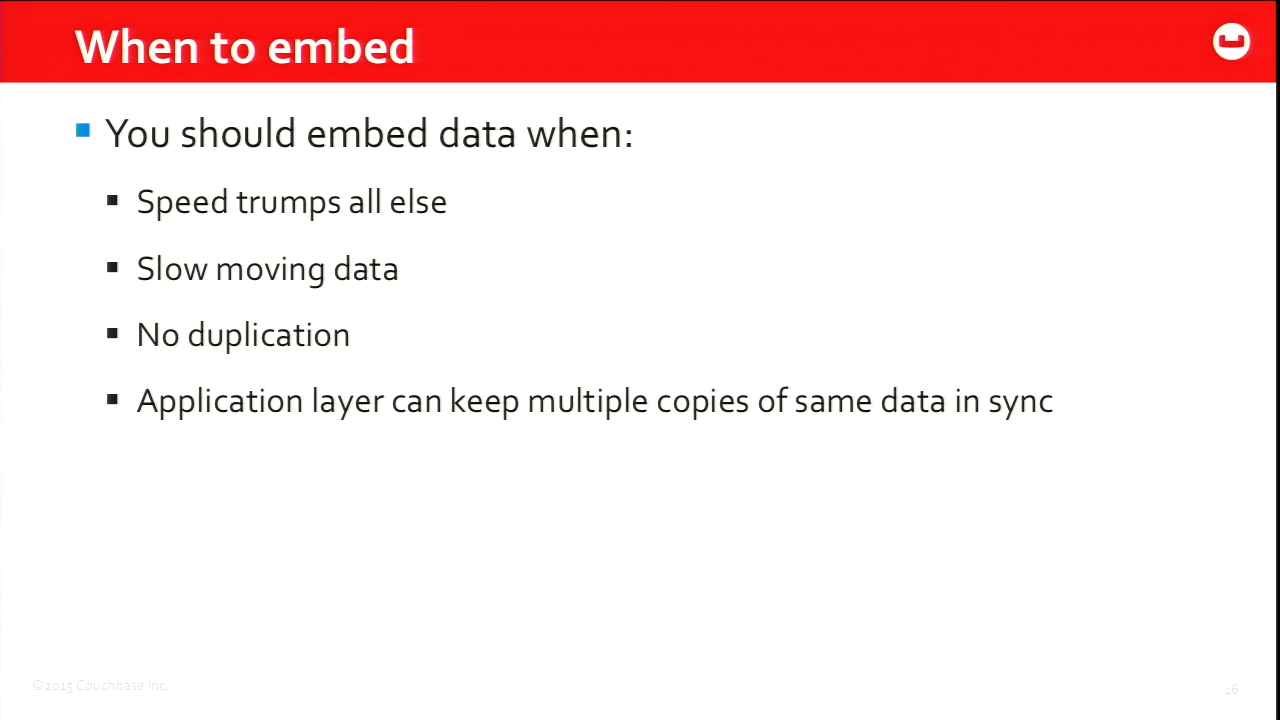 When to embed
You should embed data when:
Speed trumps all else
Slow moving data
No duplication
Application layer can keep multiple copies of same data in sync
©2015 Couchbase Inc.
16